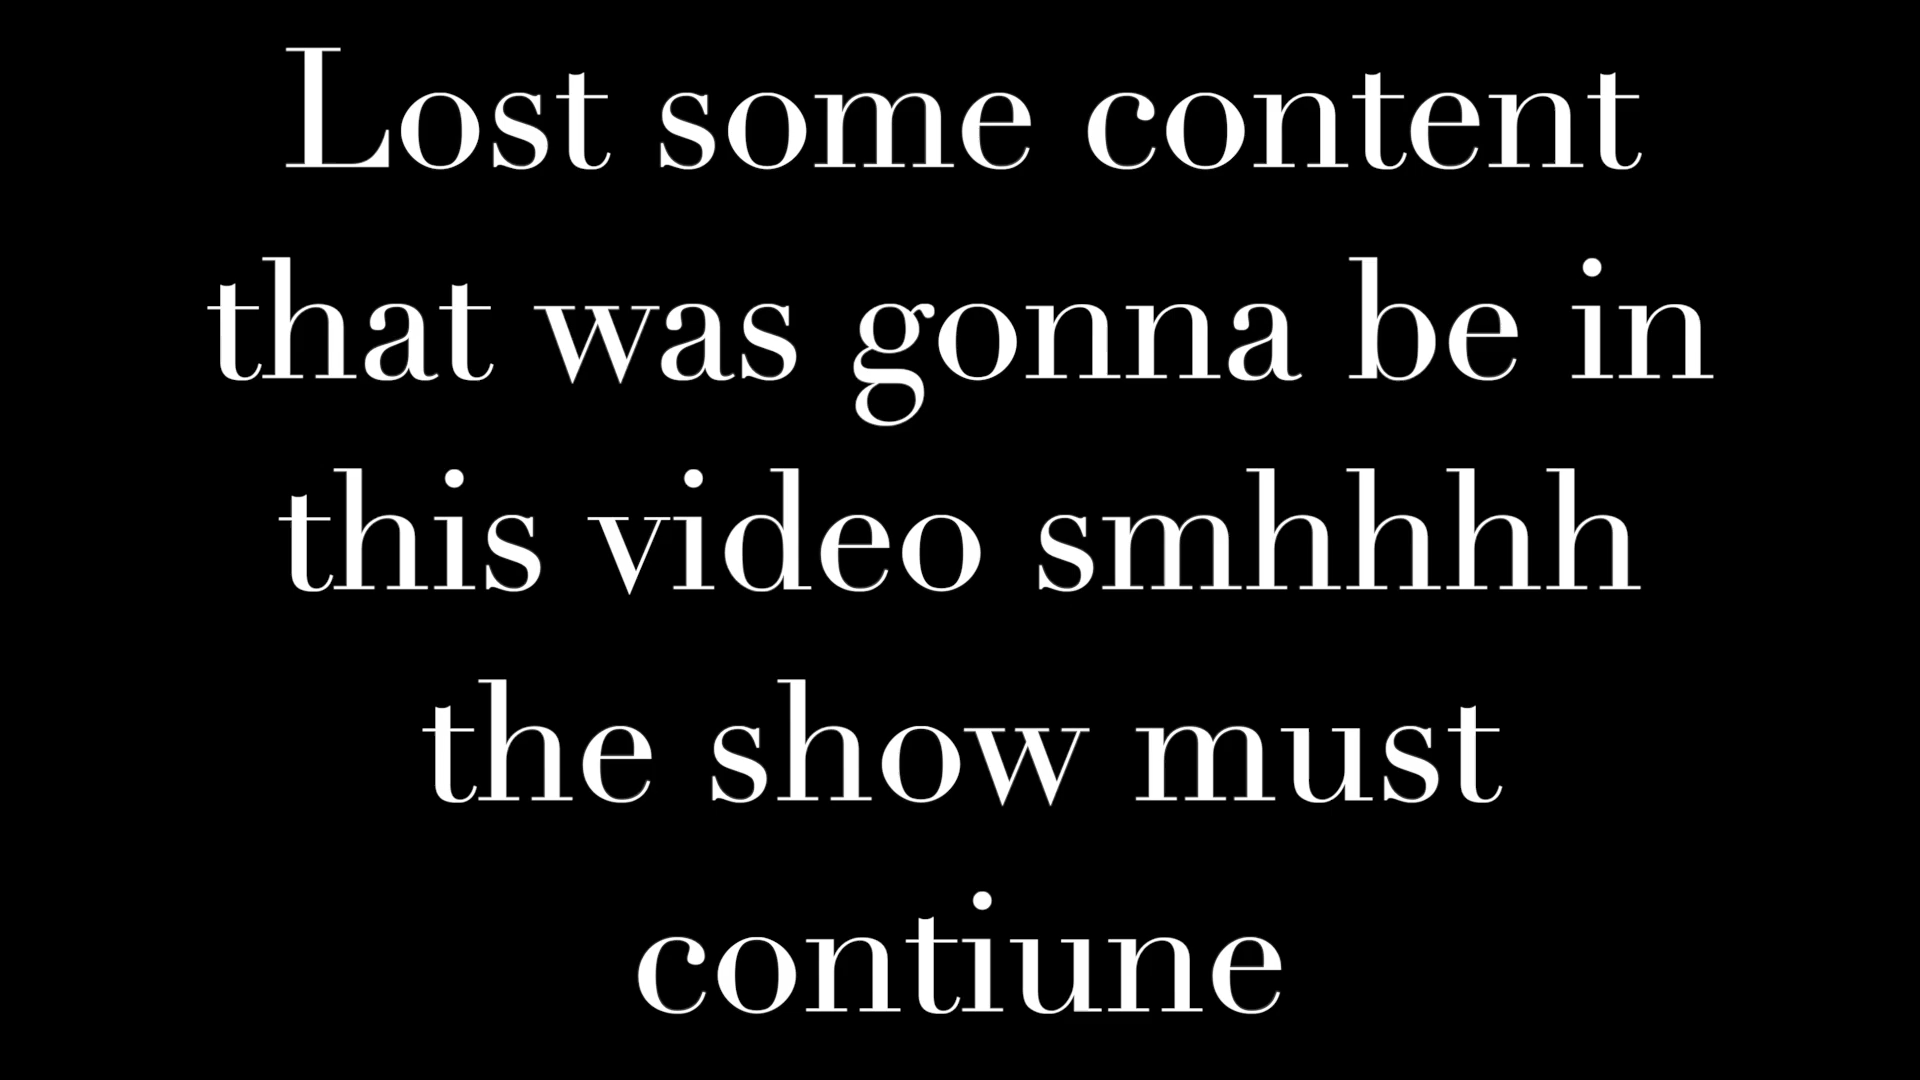 Lost some content
that was gonna be in
this video smhhhh
the show must
contiune